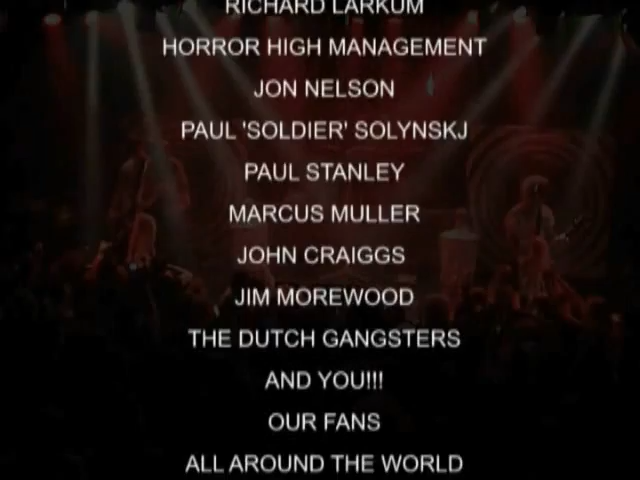 RICHARD LARKUM
HORROR HIGH MANAGEMENT
JON NELSON
PAUL 'SOLDIER' SOLYNSKJ
PAUL STANLEY
MARCUS MULLER
JOHN CRAIGGS
JIM MOREWOOD
THE DUTCH GANGSTERS
AND YOU!!!
OUR FANS
ALL AROUND THE WORLD